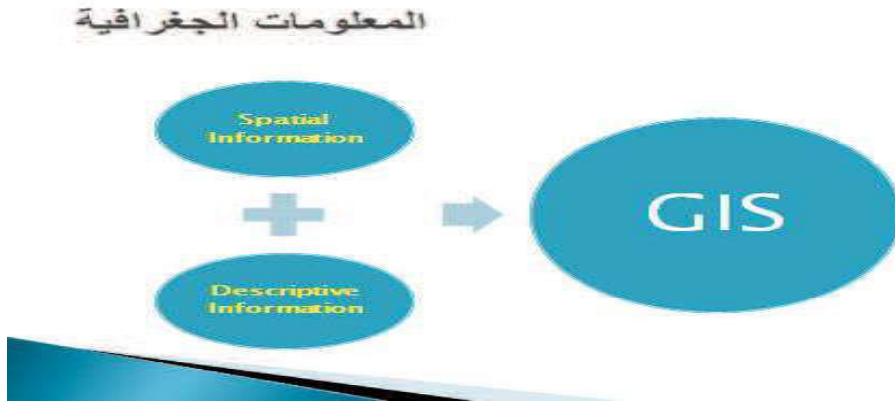 المعلومات الجغرافية
Spatial
Information
Descriptive
Information
GIS